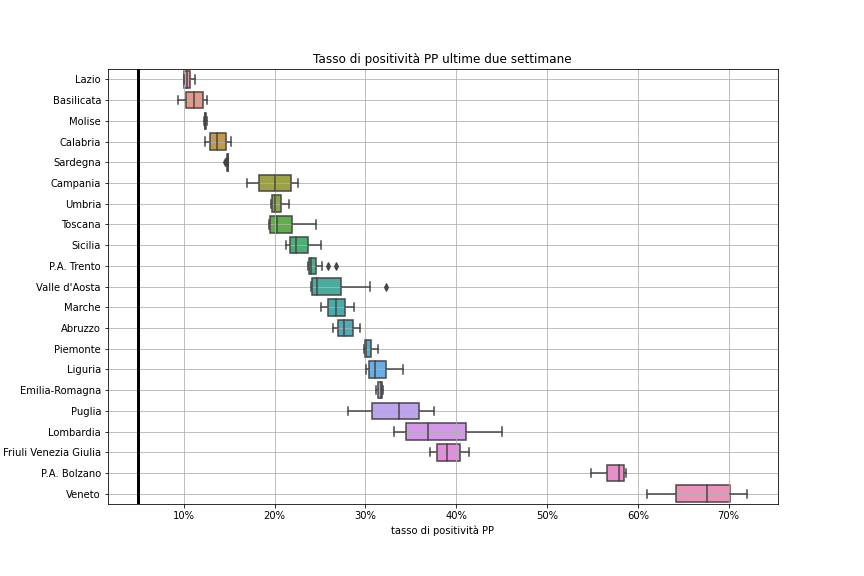 Tasso di positività PP ultime due settimane
Lazio
Basilicata
Molise
Calabria
Sardegna
Campania
Umbria
Toscana
Sicilia
P.A. Trento
Valle d'Aosta
Marche
Abruzzo
Piemonte
Liguria
Emilia-Romagna
Puglia
Lombardia
Friuli Venezia Giulia
P.A. Bolzano
Veneto
10% 20% 30% 40% 50% 60% 70%
tasso di positività PP